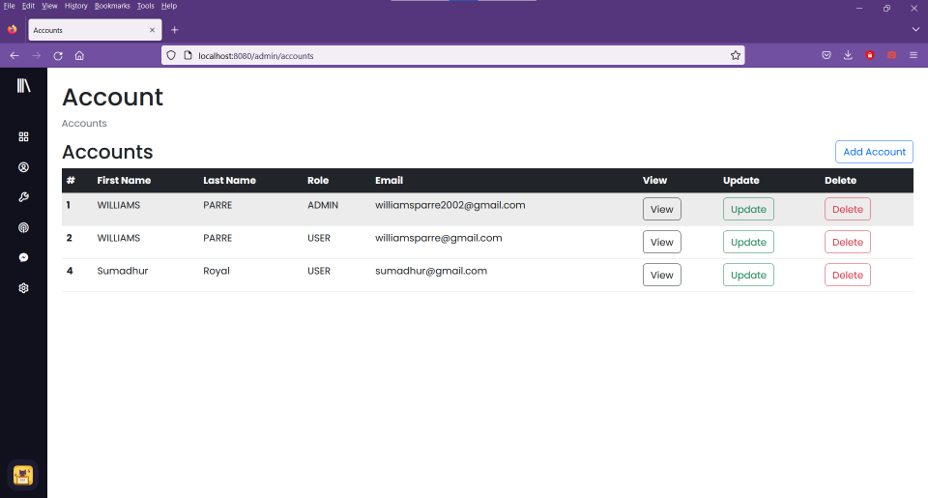 File Edit View History Bookmarks Tools Help
Accounts
localhost:8080/admin/accounts
Account
Accounts
Accounts
Add Account
# First Name Last Name Role Email View Update Delete
1 WILLIAMS PARRE ADMIN williamsparre2002@gmail.com View Update Delete
2 WILLIAMS PARRE USER williamsparre@gmail.com View Update Delete
4 Sumadhur Royal USER sumadhur@gmail.com View Update Delete